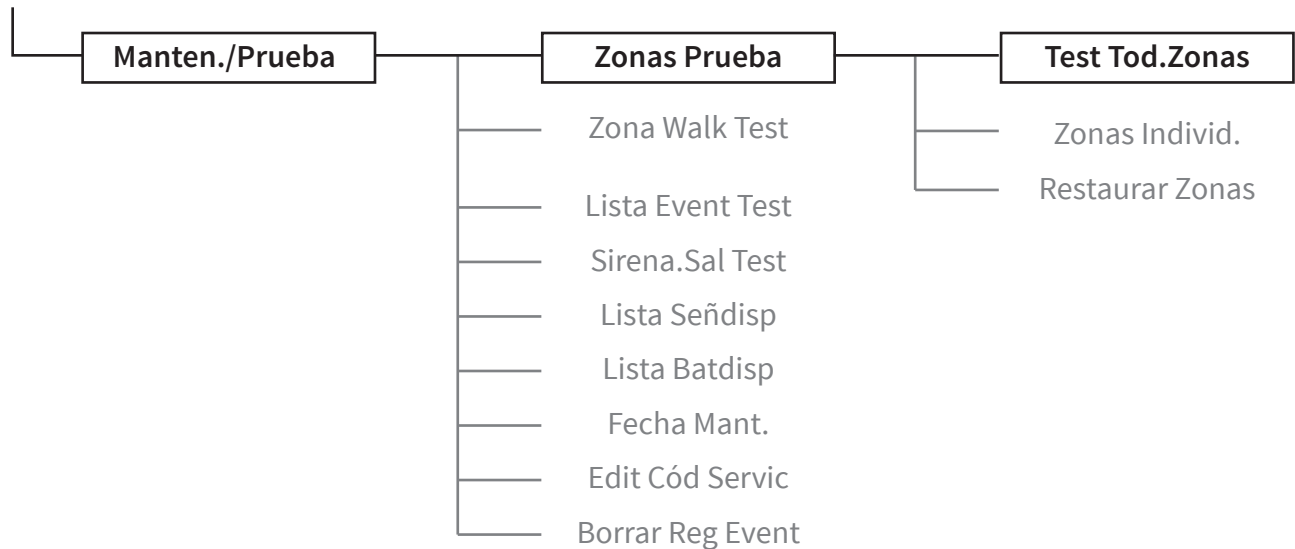 Manten./Prueba
Zonas Prueba
Test Tod.Zonas
Zona Walk Test
Zonas Individ.
Restaurar Zonas
Lista Event Test
Sirena.Sal Test
Lista Señdisp
Lista Batdisp
Fecha Mant.
Edit Cód Servic
Borrar Reg Event